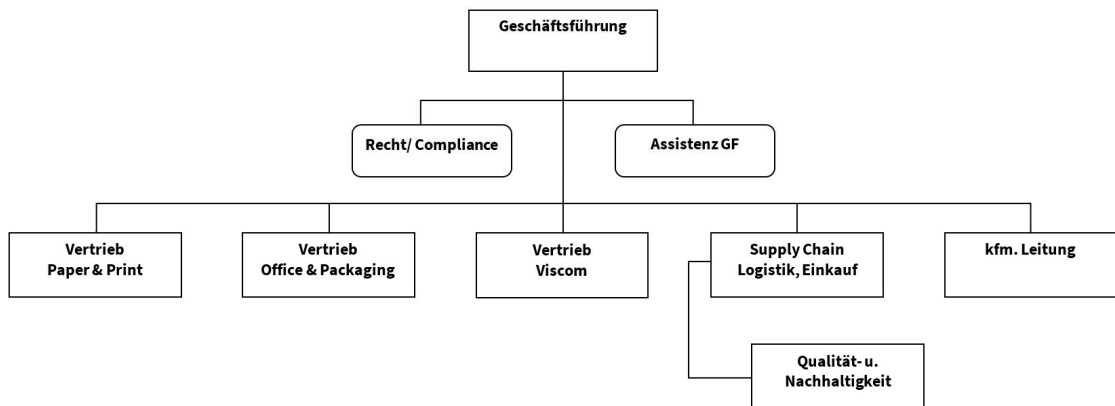 Geschäftsführung
Recht/ Compliance
Assistenz GF
Vertrieb
Paper & Print
Vertrieb
Office & Packaging
Vertrieb
Viscom
Supply Chain
Logistik, Einkauf
kfm. Leitung
Qualität- u.
Nachhaltigkeit